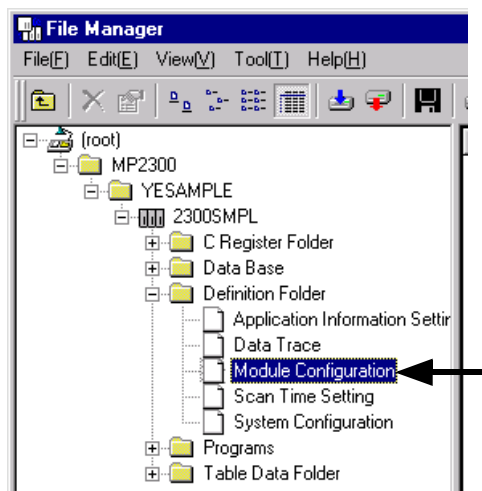 File Manager
File(F) Edit(E) View(V) Tool(T) Help(H)
(root)
MP2300
YESAMPLE
2300SMPL
C Register Folder
Data Base
Definition Folder
Application Information Settin
Data Trace
Module Configuration
Scan Time Setting
System Configuration
Programs
Table Data Folder